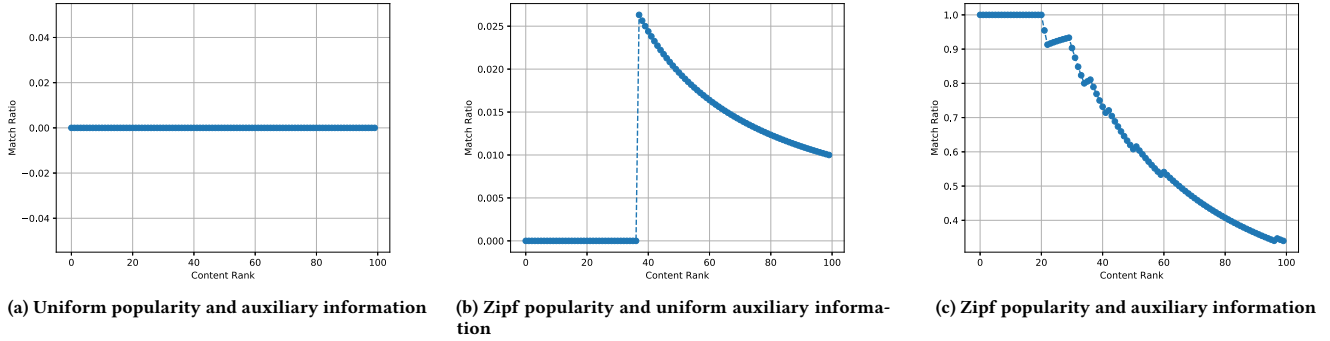 0.04
0.02
0.00
−0.02
−0.04
Match Ratio
0 20 40 60 80 100
Content Rank
(a) Uniform popularity and auxiliary information
0.025
0.020
0.015
0.010
0.005
0.000
Match Ratio
0 20 40 60 80 100
Content Rank
(b) Zipf popularity and uniform auxiliary informa-
tion
1.0
0.9
0.8
0.7
0.6
0.5
0.4
Match Ratio
0 20 40 60 80 100
Content Rank
(c) Zipf popularity and auxiliary information